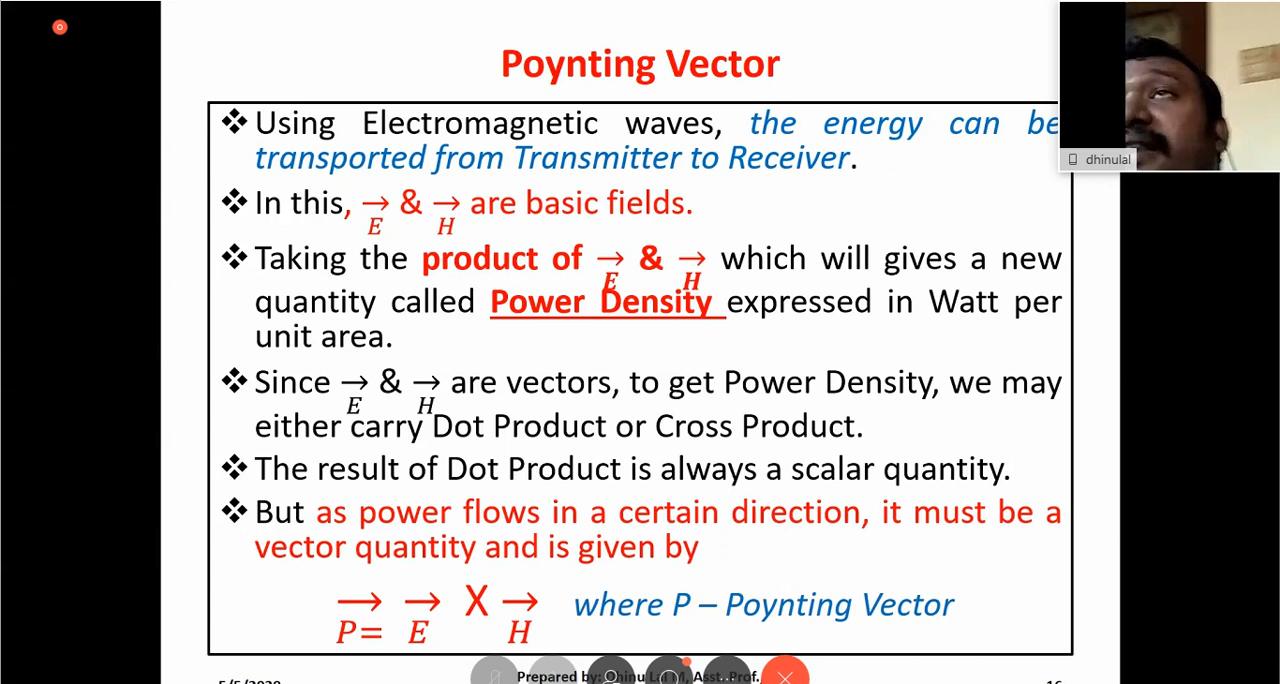 Poynting Vector
❖ Using Electromagnetic waves, the energy can be
transported from Transmitter to Receiver.
❖ In this, → & → are basic fields.
E H
❖ Taking the product of → & → which will gives a new
E H
quantity called Power Density expressed in Watt per
unit area.
❖ Since → & → are vectors, to get Power Density, we may
E H
either carry Dot Product or Cross Product.
❖ The result of Dot Product is always a scalar quantity.
❖ But as power flows in a certain direction, it must be a
vector quantity and is given by
→ → X → where P – Poynting Vector
P= E H
Prepared by: Dhinu Lal M, Asst. Prof.
5/5/2020
16
dhinulal